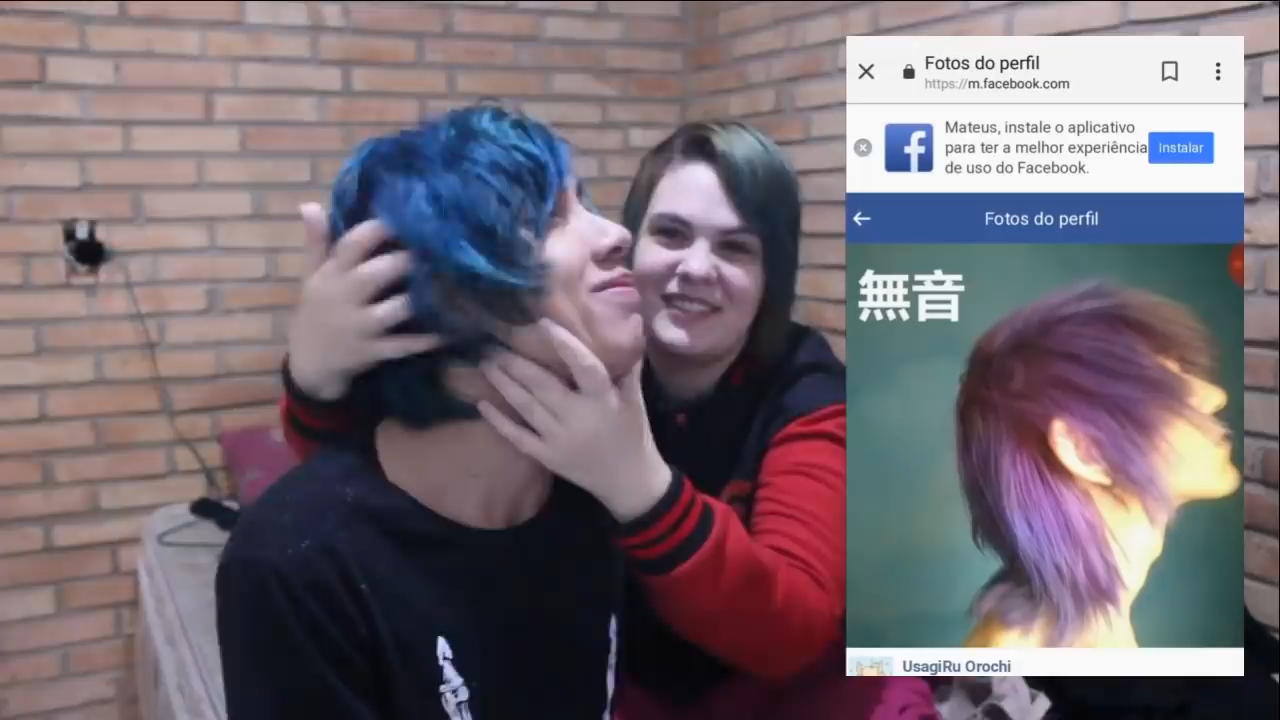 Fotos do perfil
https://m.facebook.com
Mateus, instale o aplicativo
para ter a melhor experiência
de uso do Facebook.
Instalar
Fotos do perfil
無音
UsagiRu Orochi